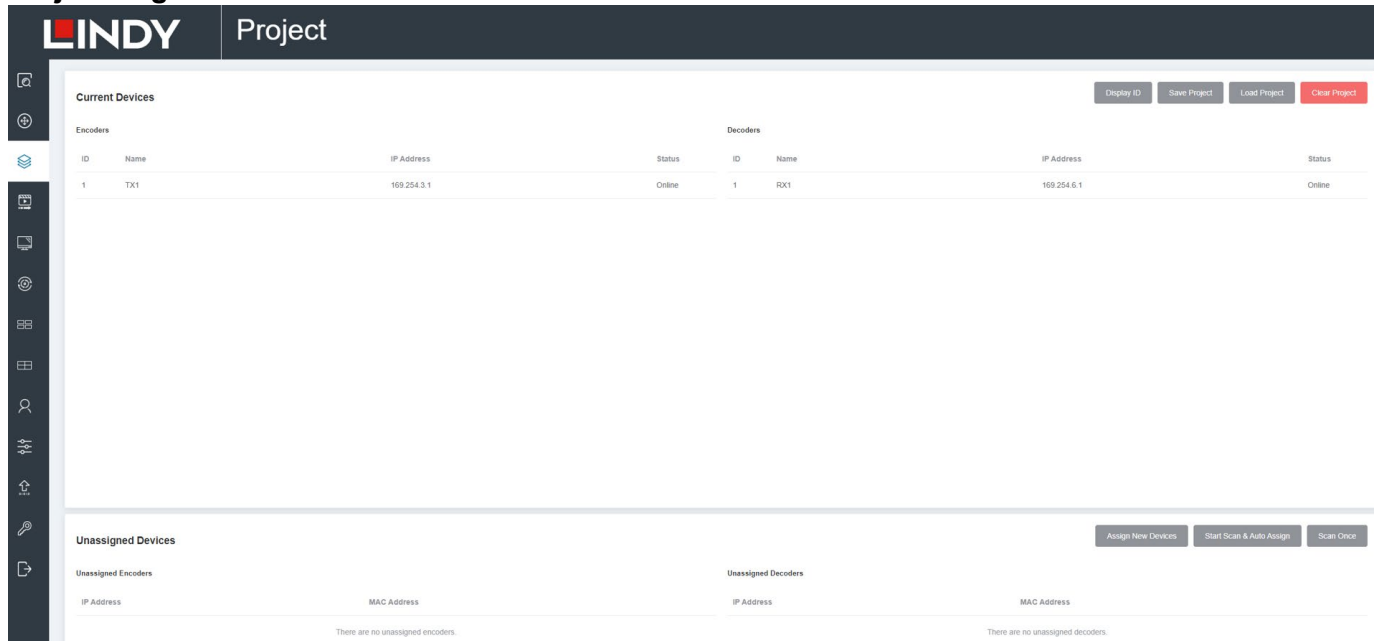 LINDY
Project
Current Devices
Display ID
Save Project
Load Project
Clear Project
Encoders
Decoders
ID Name IP Address Status
ID Name IP Address Status
1 TX1 169.254.3.1 Online
1 RX1 169.254.6.1 Online
Unassigned Devices
Assign New Devices
Start Scan & Auto Assign
Scan Once
Unassigned Encoders
Unassigned Decoders
IP Address MAC Address
IP Address MAC Address
There are no unassigned encoders.
There are no unassigned decoders.